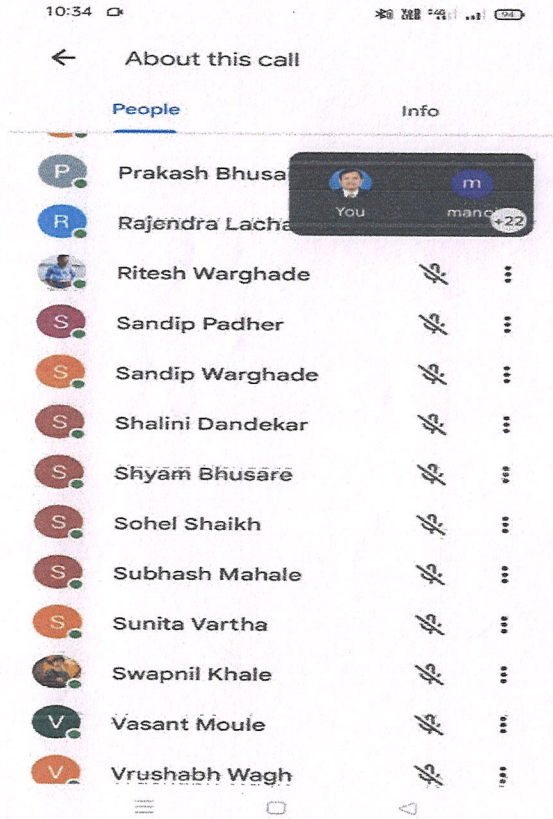 10:34
94
About this call
People Info
P Prakash Bhusa
You m mano +22
R Rajendra Lacha
Ritesh Warghade
S Sandip Padher
S Sandip Warghade
S Shalini Dandekar
S Shyam Bhusare
S Sohel Shaikh
S Subhash Mahale
S Sunita Vartha
Swapnil Khale
V Vasant Moule
V Vrushabh Wagh